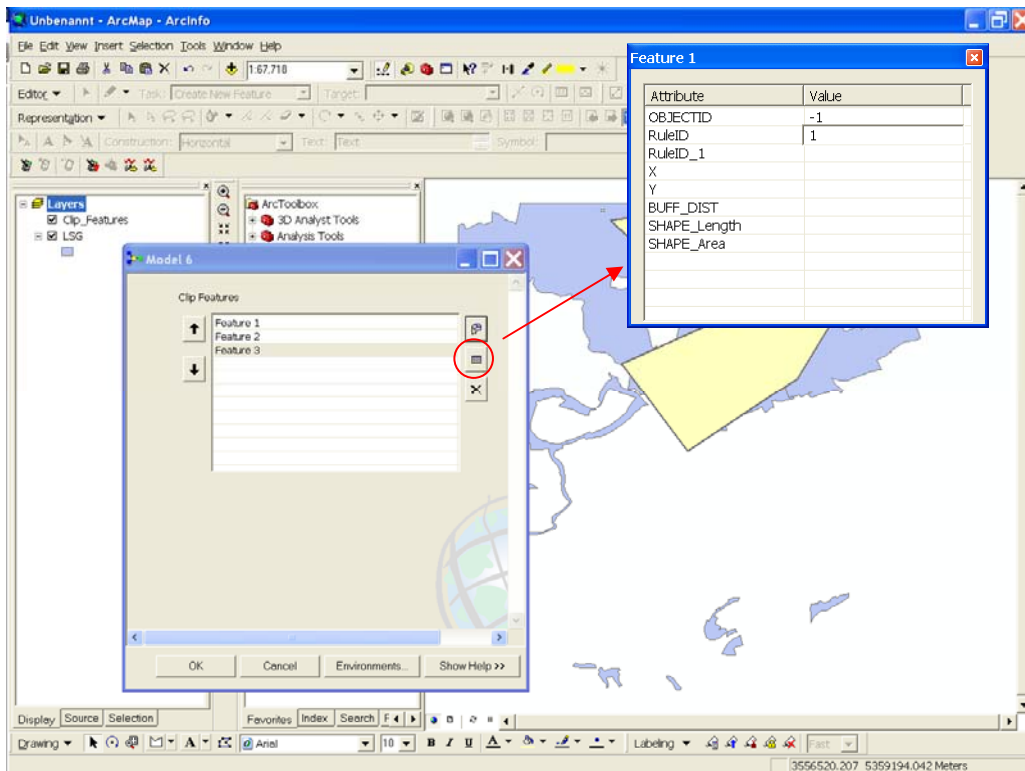 Unbenannt - ArcMap - ArcInfo
File Edit View Insert Selection Tools Window Help
1:67,718
Editor Task: Create New Feature Target:
Representation
Construction: Horizontal Text: Text Symbol:
Layers
Clip_Features
LSG
ArcToolbox
3D Analyst Tools
Analysis Tools
Feature 1
Attribute Value
OBJECTID -1
RuleID 1
RuleID_1
X
Y
BUFF_DIST
SHAPE_Length
SHAPE_Area
Model 6
Clip Features
Feature 1
Feature 2
Feature 3
OK Cancel Environments... Show Help >>
Display Source Selection
Favorites Index Search F
Drawing A Arial 10 B I U A Labeling Fast
3556520.207 5359194.042 Meters